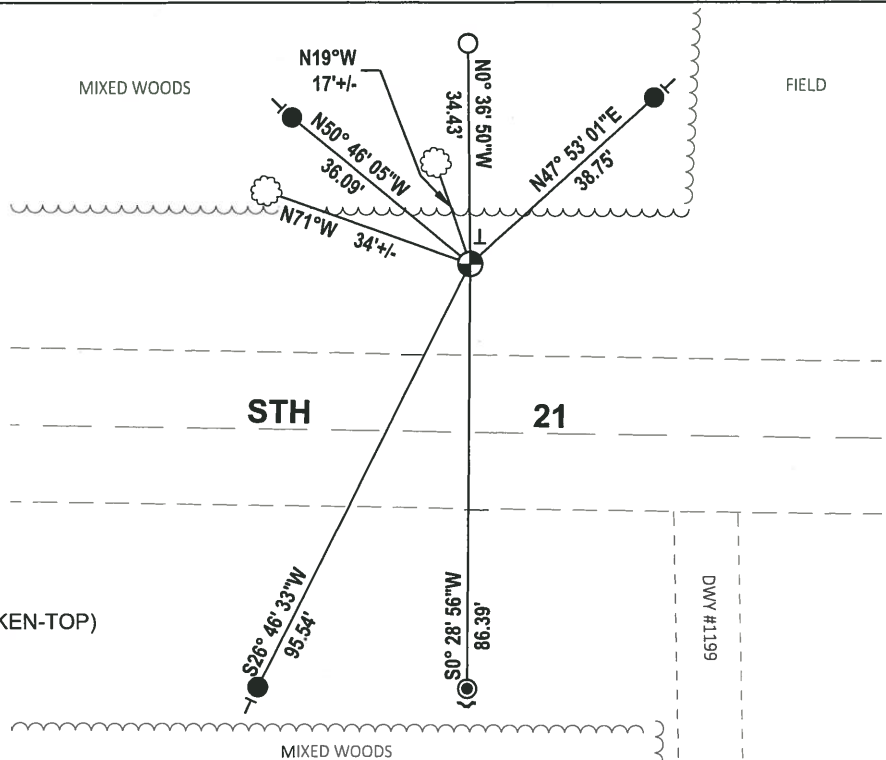 N19°W
17'+/-
MIXED WOODS
FIELD
N0° 36' 50"W
34.43'
N50° 46' 05"W
36.09'
N47° 53' 01"E
38.75'
N71°W 34'+/-
STH 21
S26° 46' 33"W
95.54'
S0° 28' 56"W
86.39'
DWY #1199
KEN-TOP)
MIXED WOODS